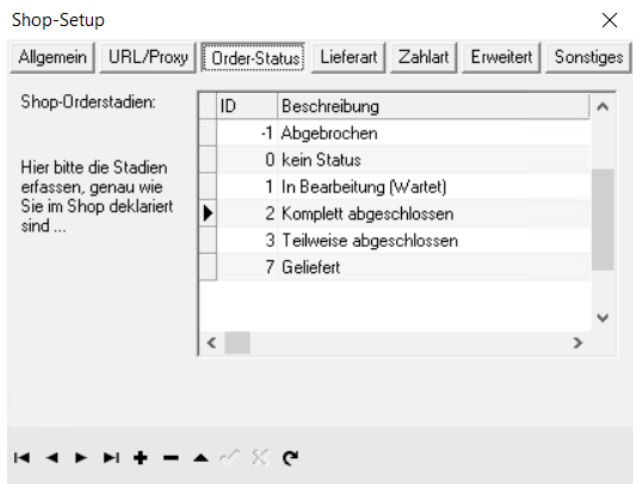 Shop-Setup
Allgemein URL/Proxy Order-Status Lieferart Zahlart Erweitert Sonstiges
Shop-Orderstadien:
Hier bitte die Stadien
erfassen, genau wie
Sie im Shop deklariert
sind ...
ID Beschreibung
-1 Abgebrochen
0 kein Status
1 In Bearbeitung (Wartet)
2 Komplett abgeschlossen
3 Teilweise abgeschlossen
7 Geliefert